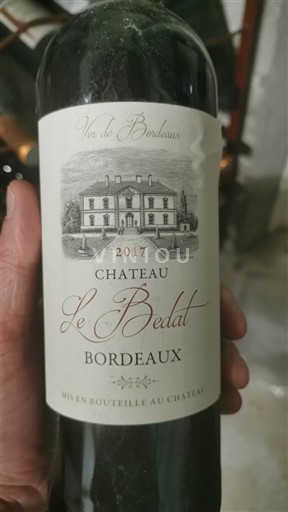 Vin de Bordeaux
2017
VINIOU
CHATEAU
Le Bedat
BORDEAUX
MIS EN BOUTEILLE AU CHATEAU